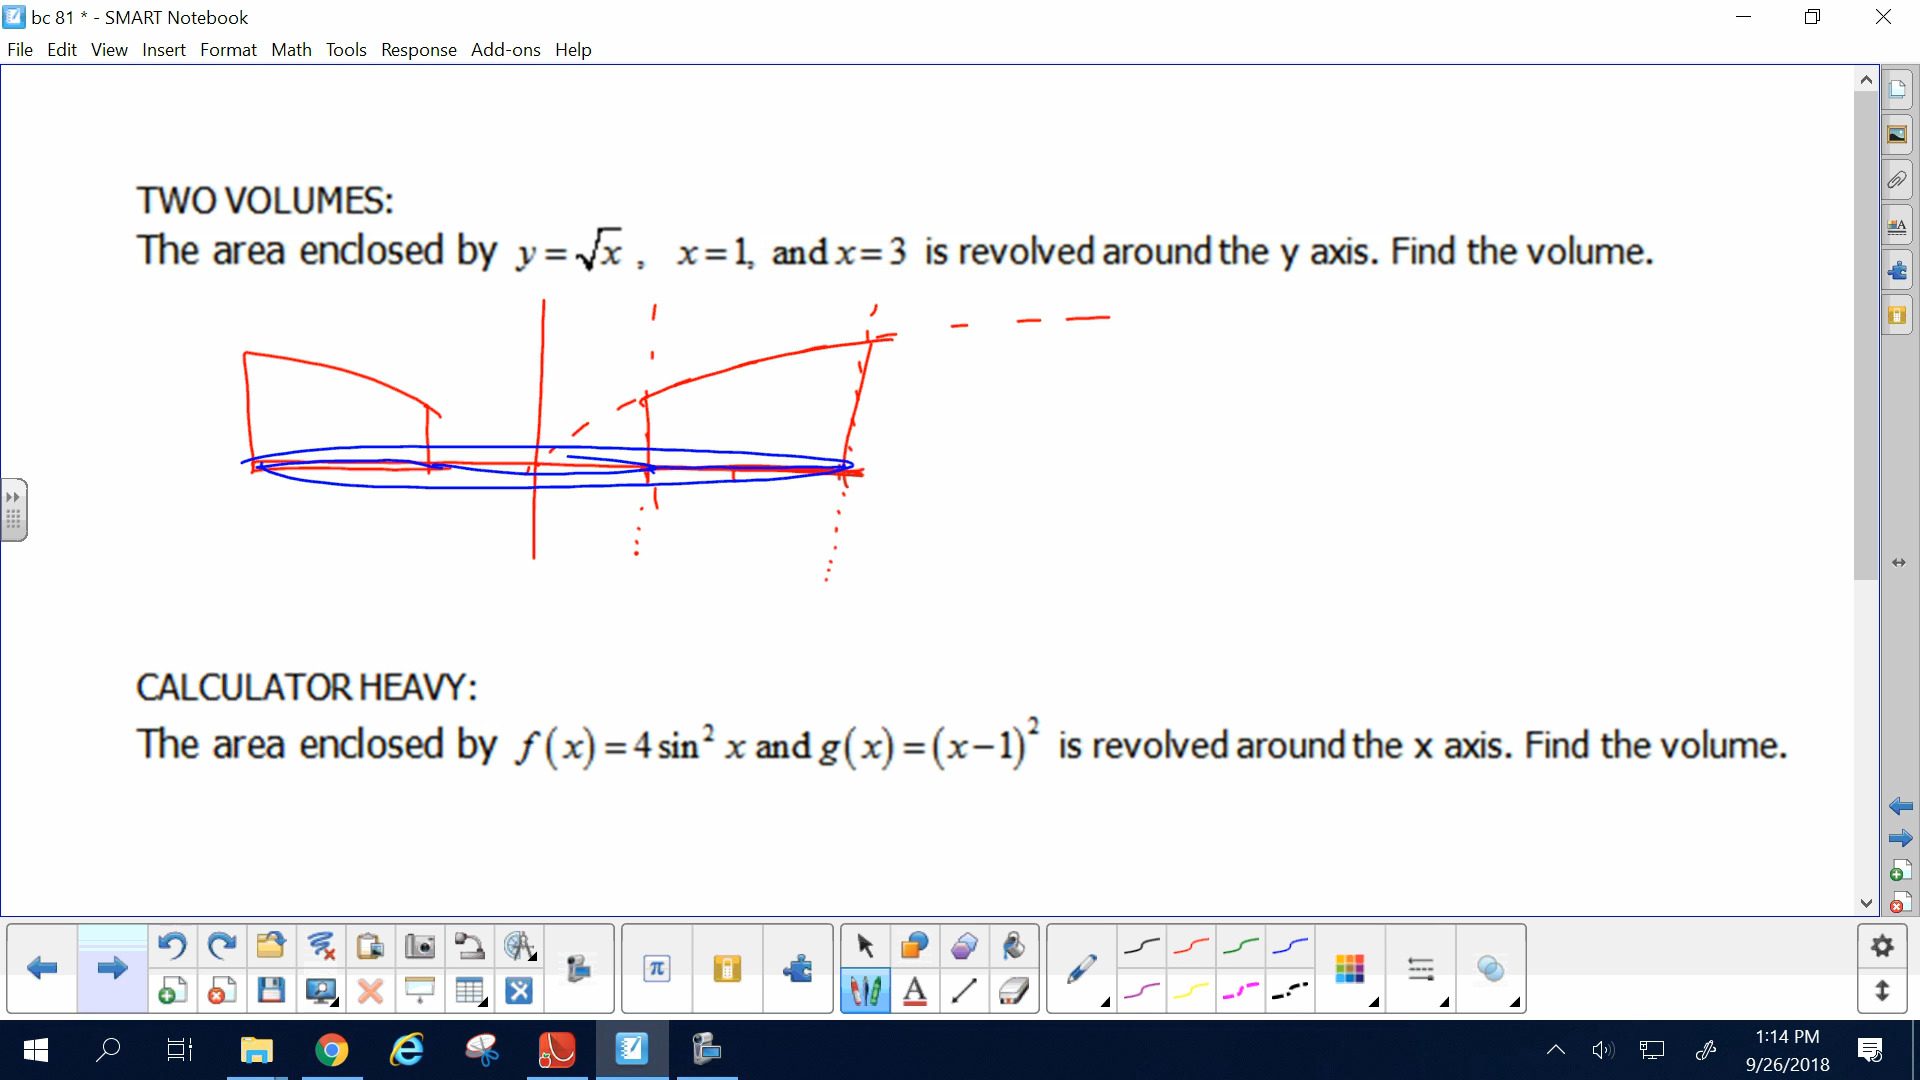 bc 81 * - SMART Notebook
File Edit View Insert Format Math Tools Response Add-ons Help
TWO VOLUMES:
The area enclosed by y = √x , x = 1, and x = 3 is revolved around the y axis. Find the volume.
CALCULATOR HEAVY:
The area enclosed by f(x) = 4 sin² x and g(x) = (x−1)² is revolved around the x axis. Find the volume.
π
A
1:14 PM
9/26/2018